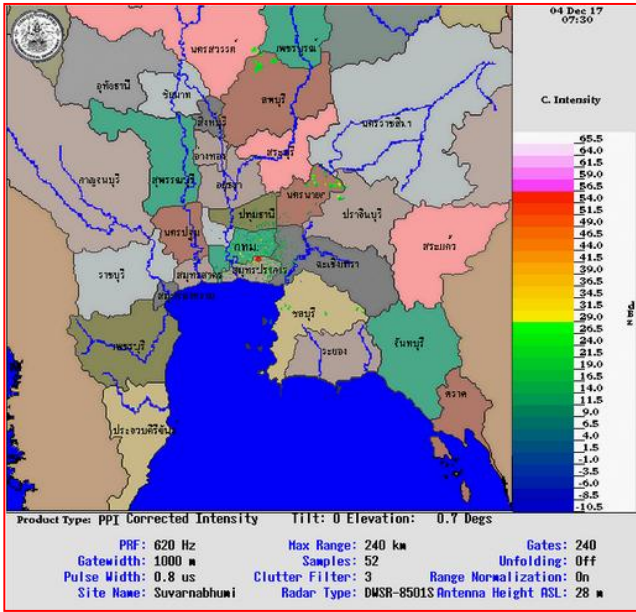 04 Dec 17
07:30
C. Intensity
65.5
64.0
61.5
59.0
56.5
54.0
51.5
49.0
46.5
44.0
41.5
39.0
36.5
34.0
31.5
29.0
26.5
24.0
21.5
19.0
16.5
14.0
11.5
9.0
6.5
4.0
1.5
-1.0
-3.5
-6.0
-8.5
-10.5
นครสวรรค์
เพชรบูรณ์
อุทัยธานี
ชัยนาท
ลพบุรี
สิงห์บุรี
นครราชสีมา
อ่างทอง
สระบุรี
กาญจนบุรี
สุพรรณบุรี
อยุธยา
นครนายก
ปราจีนบุรี
ปทุมธานี
นครปฐม
กทม.
สระแก้ว
ฉะเชิงเทรา
ราชบุรี
สมุทรสาคร
สมุทรปราการ
สมุทรสงคราม
ชลบุรี
เพชรบุรี
ระยอง
จันทบุรี
ตราด
ประจวบคีรีขันธ์
Product Type: PPI Corrected Intensity Tilt: 0 Elevation: 0.7 Degs
PRF: 620 Hz Max Range: 240 km Gates: 240
Gatewidth: 1000 m Samples: 52 Unfolding: Off
Pulse Width: 0.8 us Clutter Filter: 3 Range Normalization: On
Site Name: Suvarnabhumi Radar Type: DWSR-8501S Antenna Height ASL: 28 m